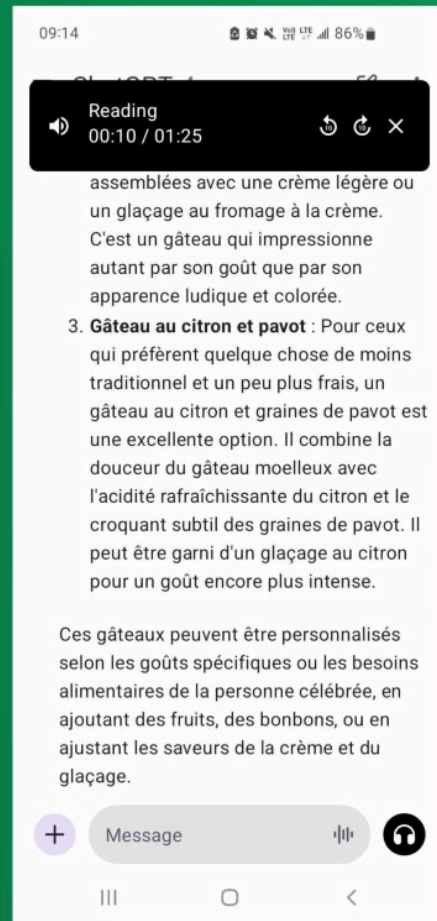 09:14
Vo) LTE 86%
LTE
Reading
00:10 / 01:25
10 10
assemblées avec une crème légère ou
un glaçage au fromage à la crème.
C'est un gâteau qui impressionne
autant par son goût que par son
apparence ludique et colorée.
3. Gâteau au citron et pavot : Pour ceux
qui préfèrent quelque chose de moins
traditionnel et un peu plus frais, un
gâteau au citron et graines de pavot est
une excellente option. Il combine la
douceur du gâteau moelleux avec
l'acidité rafraîchissante du citron et le
croquant subtil des graines de pavot. Il
peut être garni d'un glaçage au citron
pour un goût encore plus intense.
Ces gâteaux peuvent être personnalisés
selon les goûts spécifiques ou les besoins
alimentaires de la personne célébrée, en
ajoutant des fruits, des bonbons, ou en
ajustant les saveurs de la crème et du
glaçage.
Message